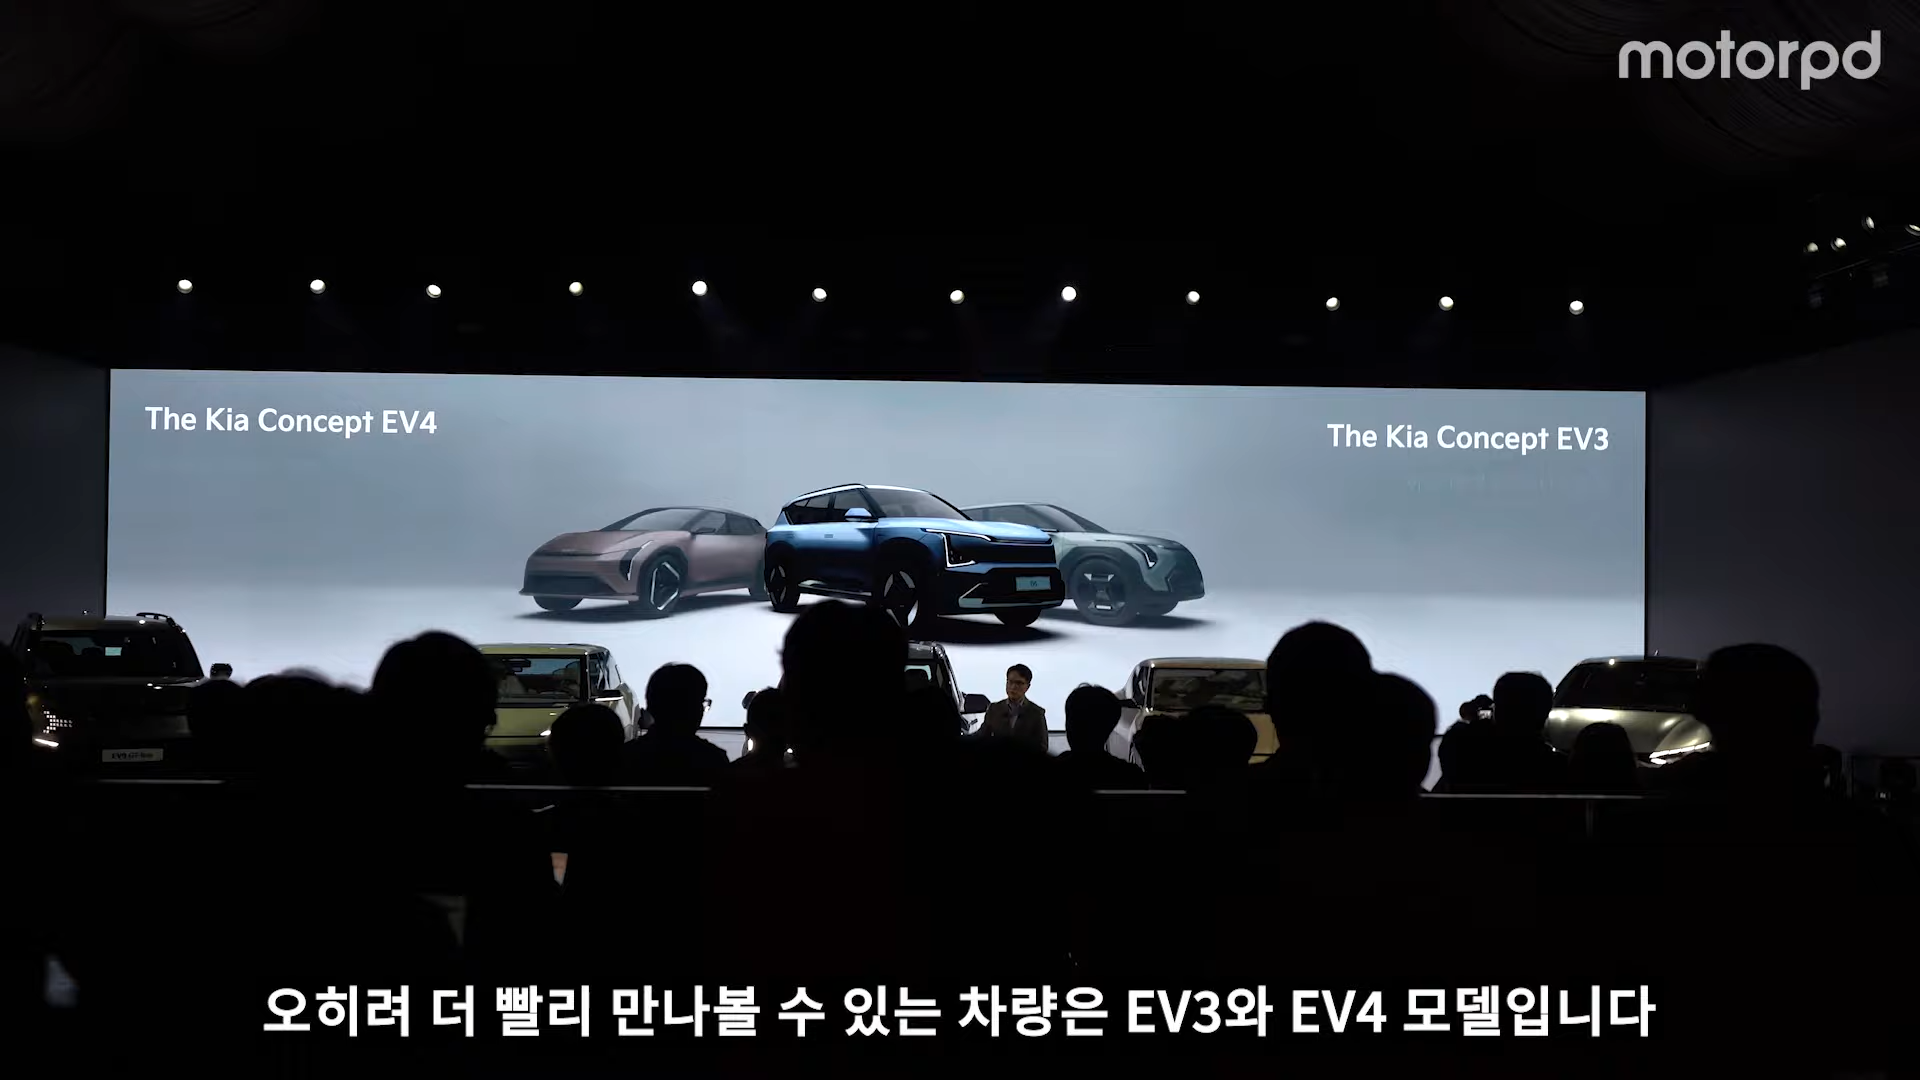 motorpd
The Kia Concept EV4
The Kia Concept EV3
오히려 더 빨리 만나볼 수 있는 차량은 EV3와 EV4 모델입니다